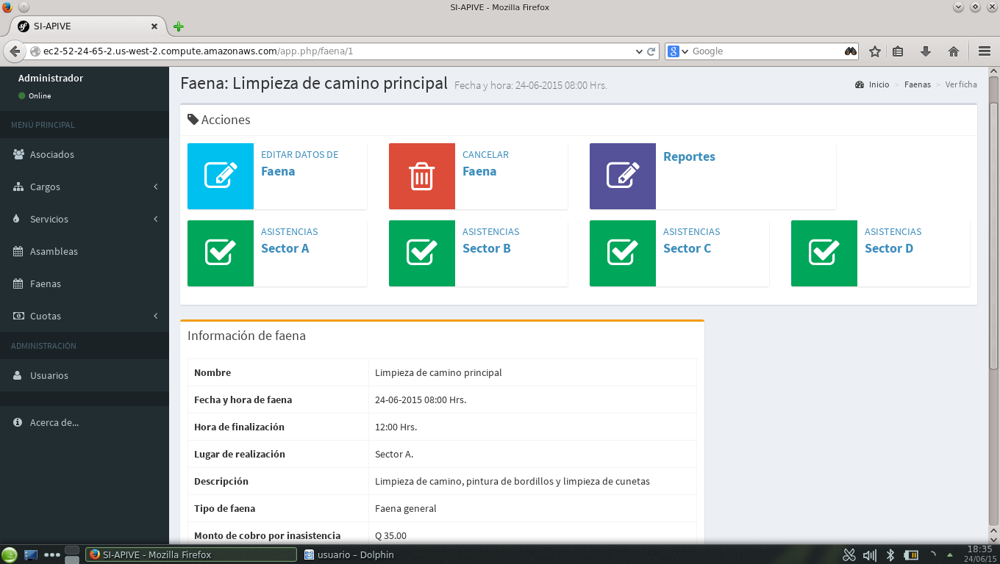 SI-APIVE - Mozilla Firefox
SI-APIVE
ec2-52-24-65-2.us-west-2.compute.amazonaws.com/app.php/faena/1
Google
Administrador
Online
MENÚ PRINCIPAL
Asociados
Cargos
Servicios
Asambleas
Faenas
Cuotas
ADMINISTRACIÓN
Usuarios
Acerca de...
Faena: Limpieza de camino principal Fecha y hora: 24-06-2015 08:00 Hrs.
Inicio > Faenas > Ver ficha
Acciones
EDITAR DATOS DE
Faena
CANCELAR
Faena
Reportes
ASISTENCIAS
Sector A
ASISTENCIAS
Sector B
ASISTENCIAS
Sector C
ASISTENCIAS
Sector D
Información de faena
Nombre Limpieza de camino principal
Fecha y hora de faena 24-06-2015 08:00 Hrs.
Hora de finalización 12:00 Hrs.
Lugar de realización Sector A.
Descripción Limpieza de camino, pintura de bordillos y limpieza de cunetas
Tipo de faena Faena general
Monto de cobro por inasistencia Q 35.00
SI-APIVE - Mozilla Firefox
usuario – Dolphin
18:35
24/06/15